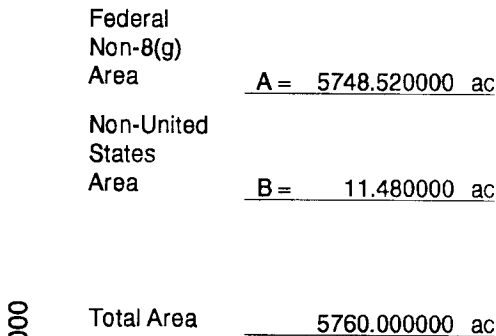 Federal
Non-8(g)
Area A = 5748.520000 ac
Non-United
States
Area B = 11.480000 ac
000
Total Area 5760.000000 ac